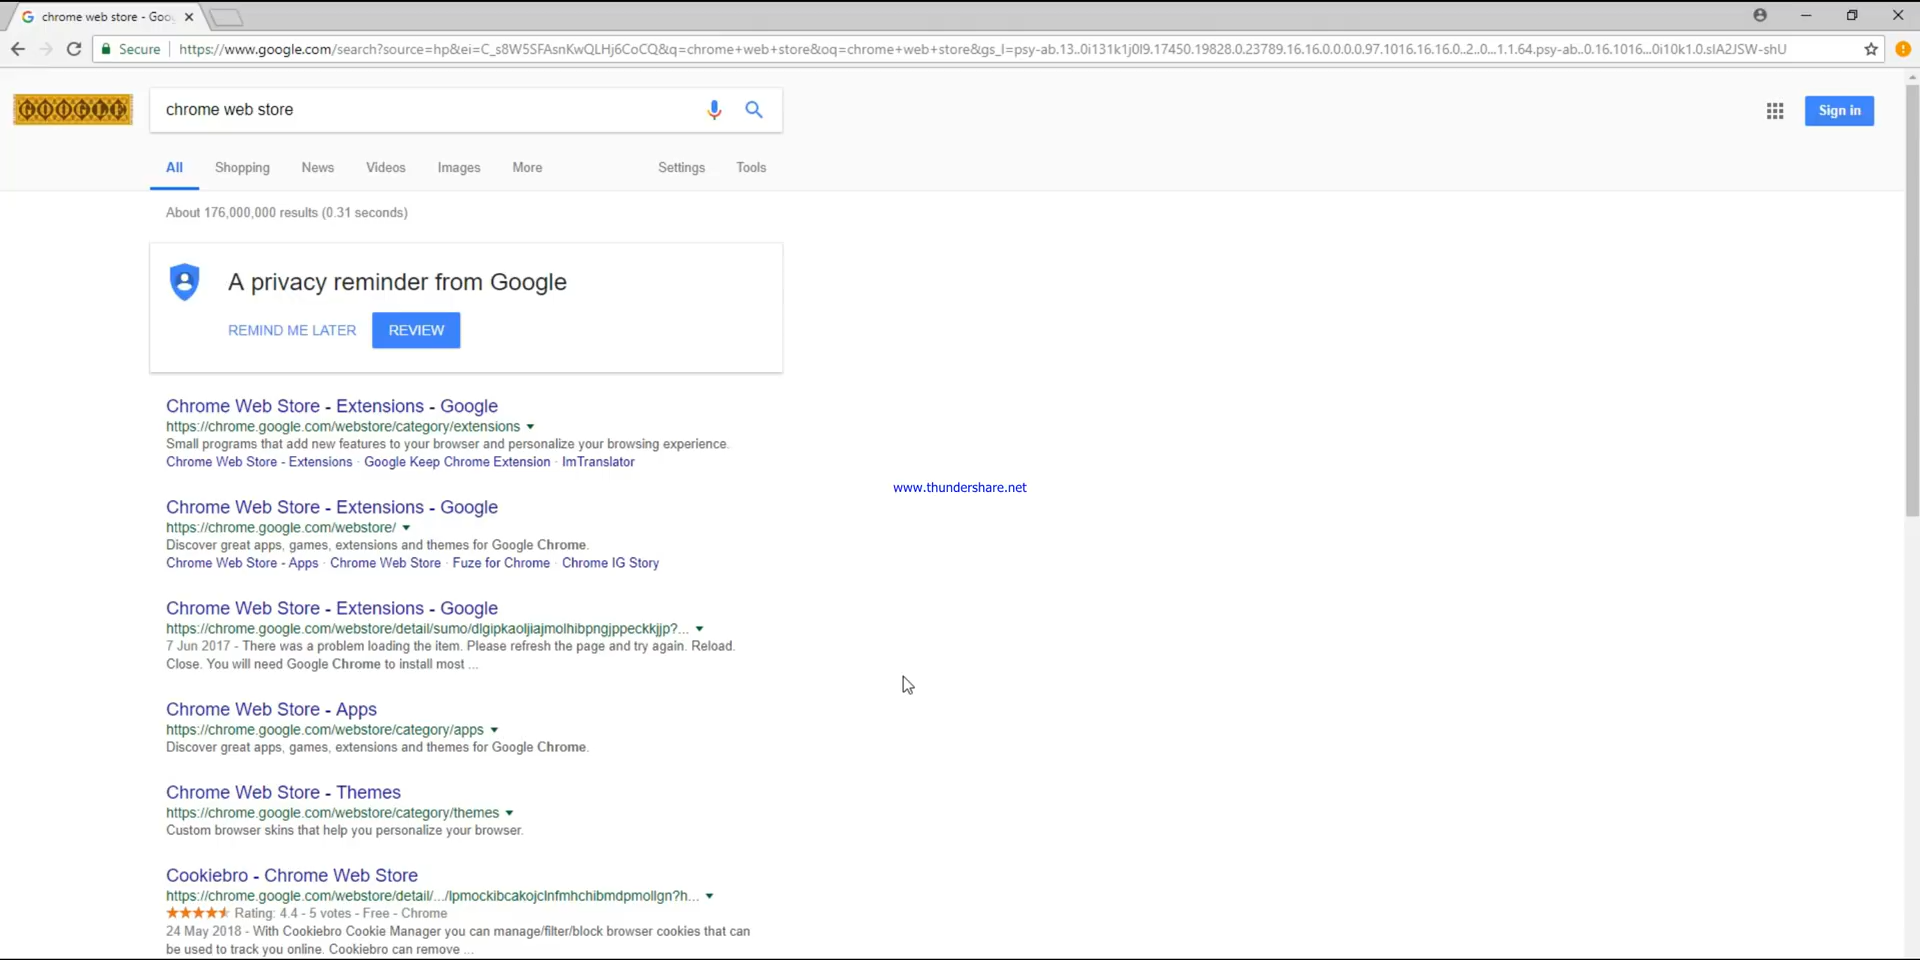 chrome web store - Goo
Secure https://www.google.com/search?source=hp&ei=C_s8W5SFAsnKwQLHj6CoCQ&q=chrome+web+store&oq=chrome+web+store&gs_l=psy-ab.13..0i131k1j0l9.17450.19828.0.23789.16.16.0.0.0.0.97.1016.16.16.0..2..0...1.1.64.psy-ab..0.16.1016...0i10k1.0.sIA2JSW-shU
GOOGLE chrome web store
Sign in
All Shopping News Videos Images More Settings Tools
About 176,000,000 results (0.31 seconds)
A privacy reminder from Google
REMIND ME LATER REVIEW
Chrome Web Store - Extensions - Google
https://chrome.google.com/webstore/category/extensions
Small programs that add new features to your browser and personalize your browsing experience.
Chrome Web Store - Extensions · Google Keep Chrome Extension · ImTranslator
www.thundershare.net
Chrome Web Store - Extensions - Google
https://chrome.google.com/webstore/
Discover great apps, games, extensions and themes for Google Chrome.
Chrome Web Store - Apps · Chrome Web Store · Fuze for Chrome · Chrome IG Story
Chrome Web Store - Extensions - Google
https://chrome.google.com/webstore/detail/sumo/dlgipkaoljiajmolhibpngjppeckkjjp?...
7 Jun 2017 - There was a problem loading the item. Please refresh the page and try again. Reload.
Close. You will need Google Chrome to install most ...
Chrome Web Store - Apps
https://chrome.google.com/webstore/category/apps
Discover great apps, games, extensions and themes for Google Chrome.
Chrome Web Store - Themes
https://chrome.google.com/webstore/category/themes
Custom browser skins that help you personalize your browser.
Cookiebro - Chrome Web Store
https://chrome.google.com/webstore/detail/.../lpmockibcakojclnfmhchibmdpmollgn?h...
Rating: 4.4 - 5 votes - Free - Chrome
24 May 2018 - With Cookiebro Cookie Manager you can manage/filter/block browser cookies that can
be used to track you online. Cookiebro can remove ...